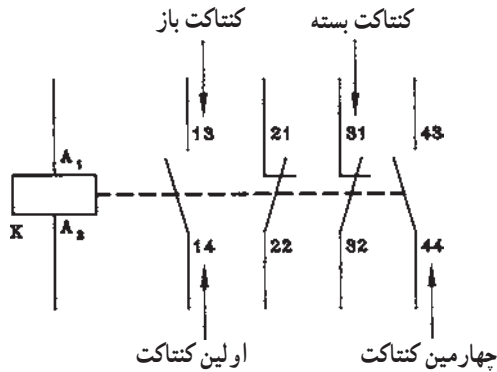 کنتاکت بسته
کنتاکت باز
13
21
31
43
A₁
K
A₂
14
22
32
44
اولین کنتاکت
چهارمین کنتاکت